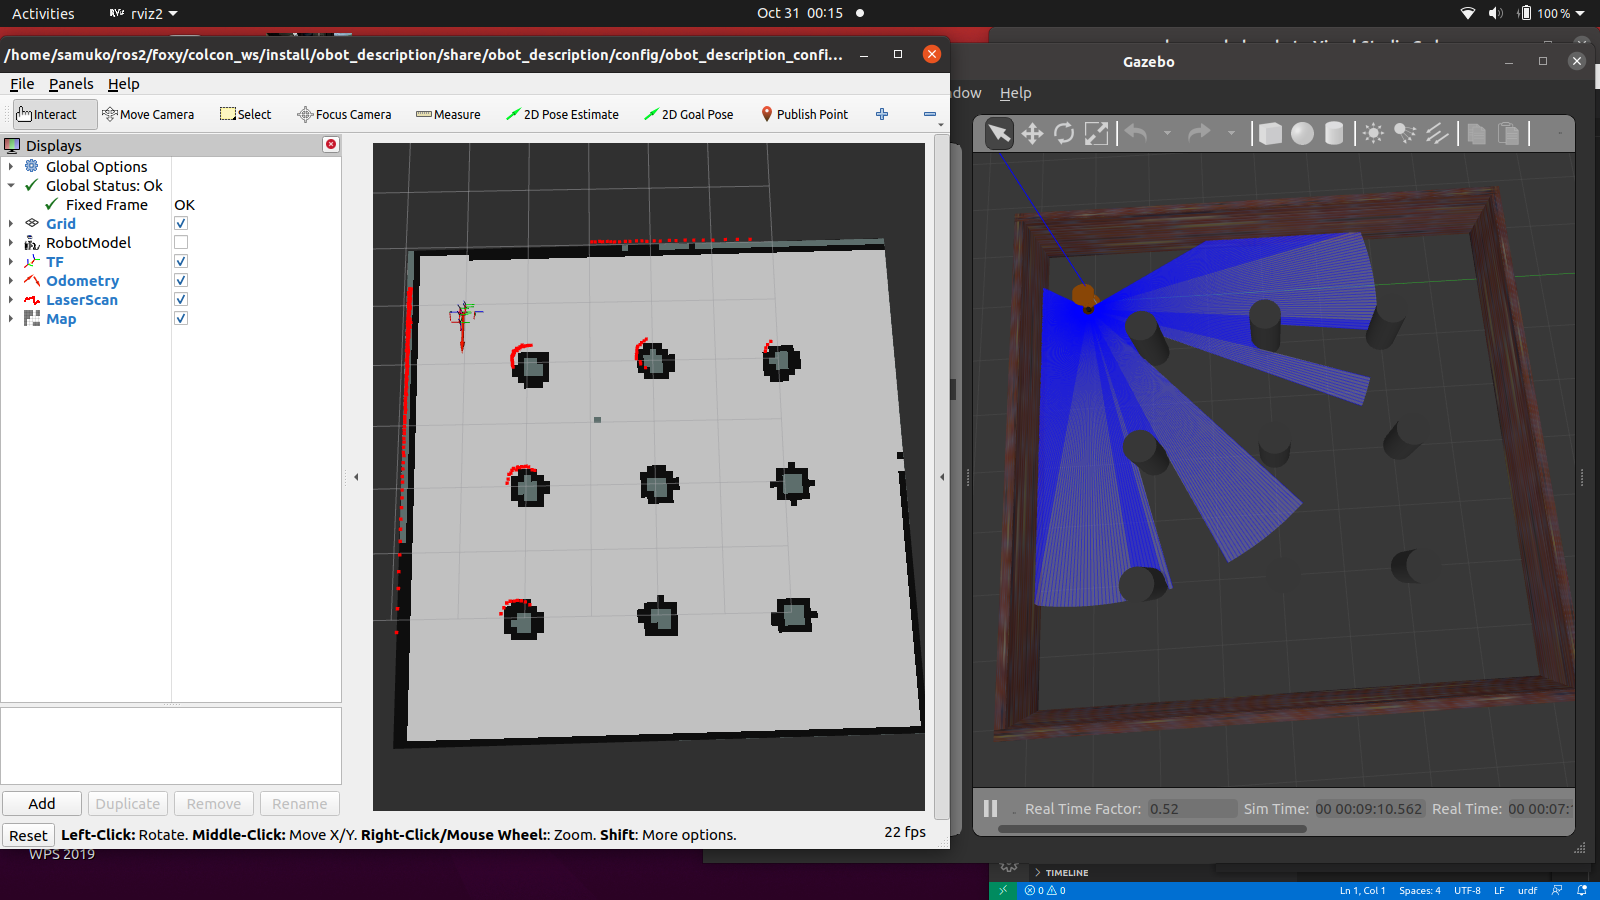 Activities
RViz rviz2
Oct 31 00:15
100 %
/home/samuko/ros2/foxy/colcon_ws/install/obot_description/share/obot_description/config/obot_description_confi...
File Panels Help
Interact Move Camera Select Focus Camera Measure 2D Pose Estimate 2D Goal Pose Publish Point
Displays
Global Options
Global Status: Ok
Fixed Frame OK
Grid
RobotModel
TF
Odometry
LaserScan
Map
Add Duplicate Remove Rename
Reset Left-Click: Rotate. Middle-Click: Move X/Y. Right-Click/Mouse Wheel:: Zoom. Shift: More options. 22 fps
WPS 2019
Gazebo
dow Help
Real Time Factor: 0.52 Sim Time: 00 00:09:10.562 Real Time: 00 00:07:
TIMELINE
0 0 Ln 1, Col 1 Spaces: 4 UTF-8 LF urdf